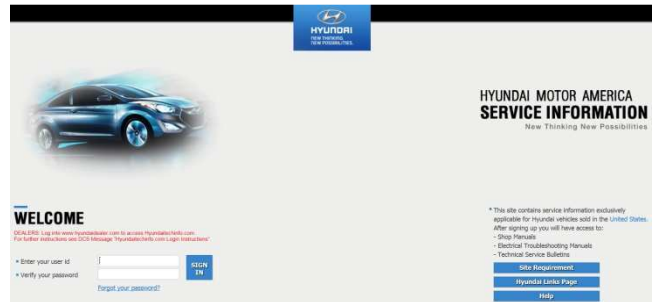 HYUNDAI
NEW THINKING.
NEW POSSIBILITIES.
HYUNDAI MOTOR AMERICA
SERVICE INFORMATION
New Thinking New Possibilities
WELCOME
DEALERS: Log into www.hyundaidealer.com to access Hyundaitechinfo.com
For further instructions see DCS Message "Hyundaitechinfo.com Login Instructions"
Enter your user id
Verify your password
SIGN
IN
Forgot your password?
* This site contains service information exclusively
applicable for Hyundai vehicles sold in the United States.
After signing up you will have access to:
- Shop Manuals
- Electrical Troubleshooting Manuals
- Technical Service Bulletins
Site Requirement
Hyundai Links Page
Help